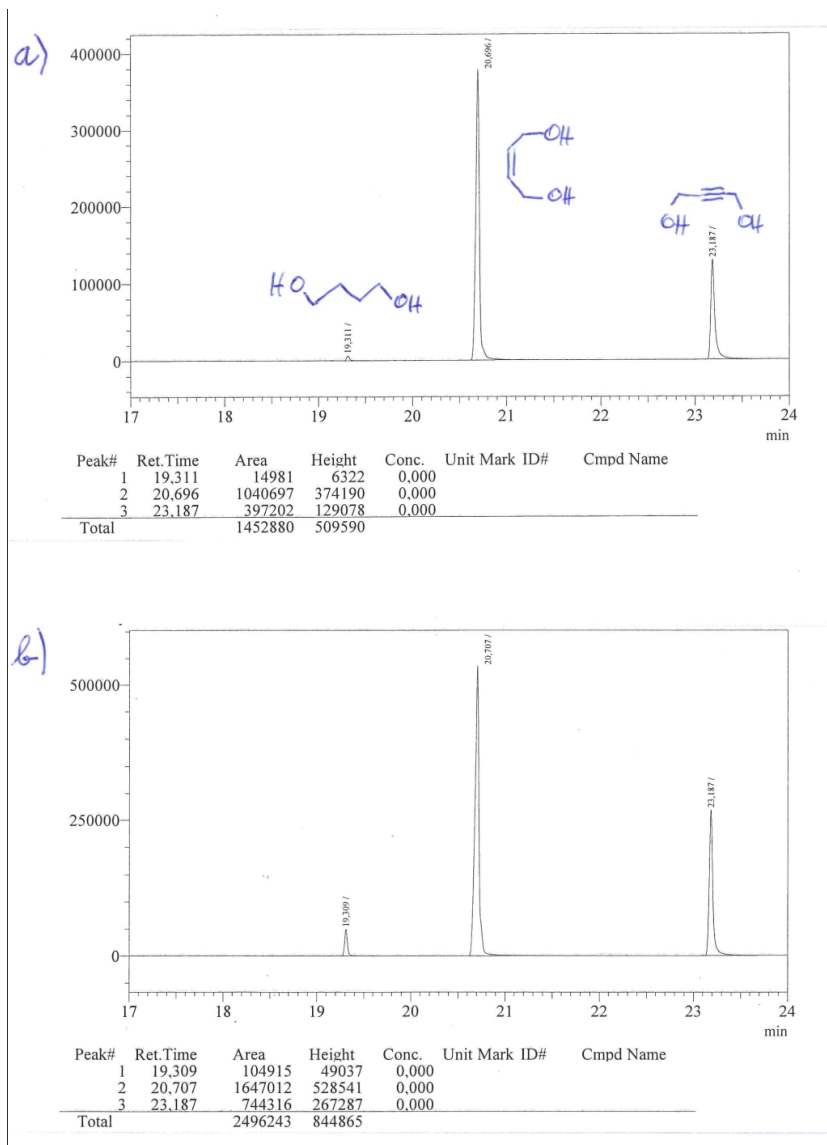 a)
400000
20,696 /
300000
OH
OH
200000
OH OH
23,187 /
100000
HO OH
19,311 /
0
17 18 19 20 21 22 23 24
min
Peak# Ret.Time Area Height Conc. Unit Mark ID# Cmpd Name
1 19,311 14981 6322 0,000
2 20,696 1040697 374190 0,000
3 23,187 397202 129078 0,000
Total 1452880 509590
b)
20,707 /
500000
23,187 /
250000
19,309 /
0
17 18 19 20 21 22 23 24
min
Peak# Ret.Time Area Height Conc. Unit Mark ID# Cmpd Name
1 19,309 104915 49037 0,000
2 20,707 1647012 528541 0,000
3 23,187 744316 267287 0,000
Total 2496243 844865